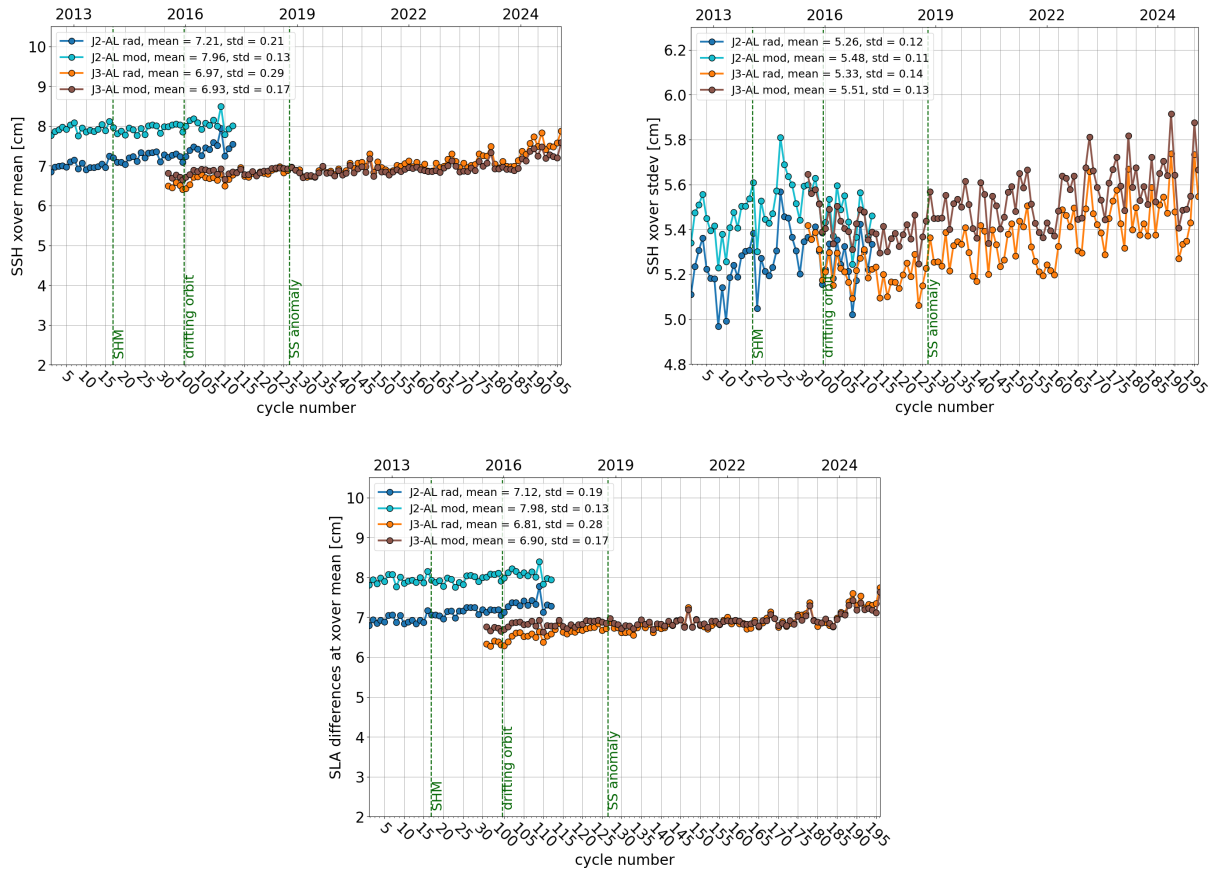 2013 2016 2019 2022 2024
10
9
8
7
6
5
4
3
2
SSH xover mean [cm]
J2-AL rad, mean = 7.21, std = 0.21
J2-AL mod, mean = 7.96, std = 0.13
J3-AL rad, mean = 6.97, std = 0.29
J3-AL mod, mean = 6.93, std = 0.17
SHM
drifting orbit
SS anomaly
5 10 15 20 25 30 100 105 110 115 120 125 130 135 140 145 150 155 160 165 170 175 180 185 190 195
cycle number
2013 2016 2019 2022 2024
6.2
6.0
5.8
5.6
5.4
5.2
5.0
4.8
SSH xover stdev [cm]
J2-AL rad, mean = 5.26, std = 0.12
J2-AL mod, mean = 5.48, std = 0.11
J3-AL rad, mean = 5.33, std = 0.14
J3-AL mod, mean = 5.51, std = 0.13
SHM
drifting orbit
SS anomaly
5 10 15 20 25 30 100 105 110 115 120 125 130 135 140 145 150 155 160 165 170 175 180 185 190 195
cycle number
2013 2016 2019 2022 2024
10
9
8
7
6
5
4
3
2
SLA differences at xover mean [cm]
J2-AL rad, mean = 7.12, std = 0.19
J2-AL mod, mean = 7.98, std = 0.13
J3-AL rad, mean = 6.81, std = 0.28
J3-AL mod, mean = 6.90, std = 0.17
SHM
drifting orbit
SS anomaly
5 10 15 20 25 30 100 105 110 115 120 125 130 135 140 145 150 155 160 165 170 175 180 185 190 195
cycle number